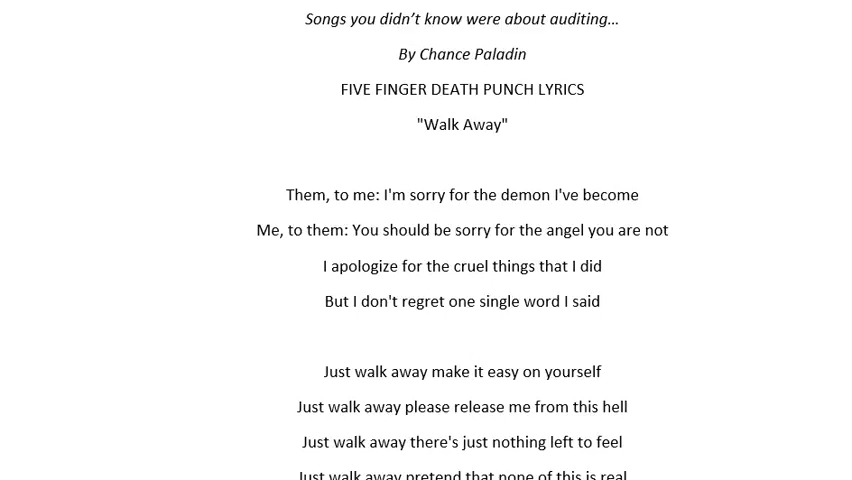 Songs you didn’t know were about auditing…
By Chance Paladin
FIVE FINGER DEATH PUNCH LYRICS
"Walk Away"
Them, to me: I'm sorry for the demon I've become
Me, to them: You should be sorry for the angel you are not
I apologize for the cruel things that I did
But I don't regret one single word I said
Just walk away make it easy on yourself
Just walk away please release me from this hell
Just walk away there's just nothing left to feel
Just walk away pretend that none of this is real